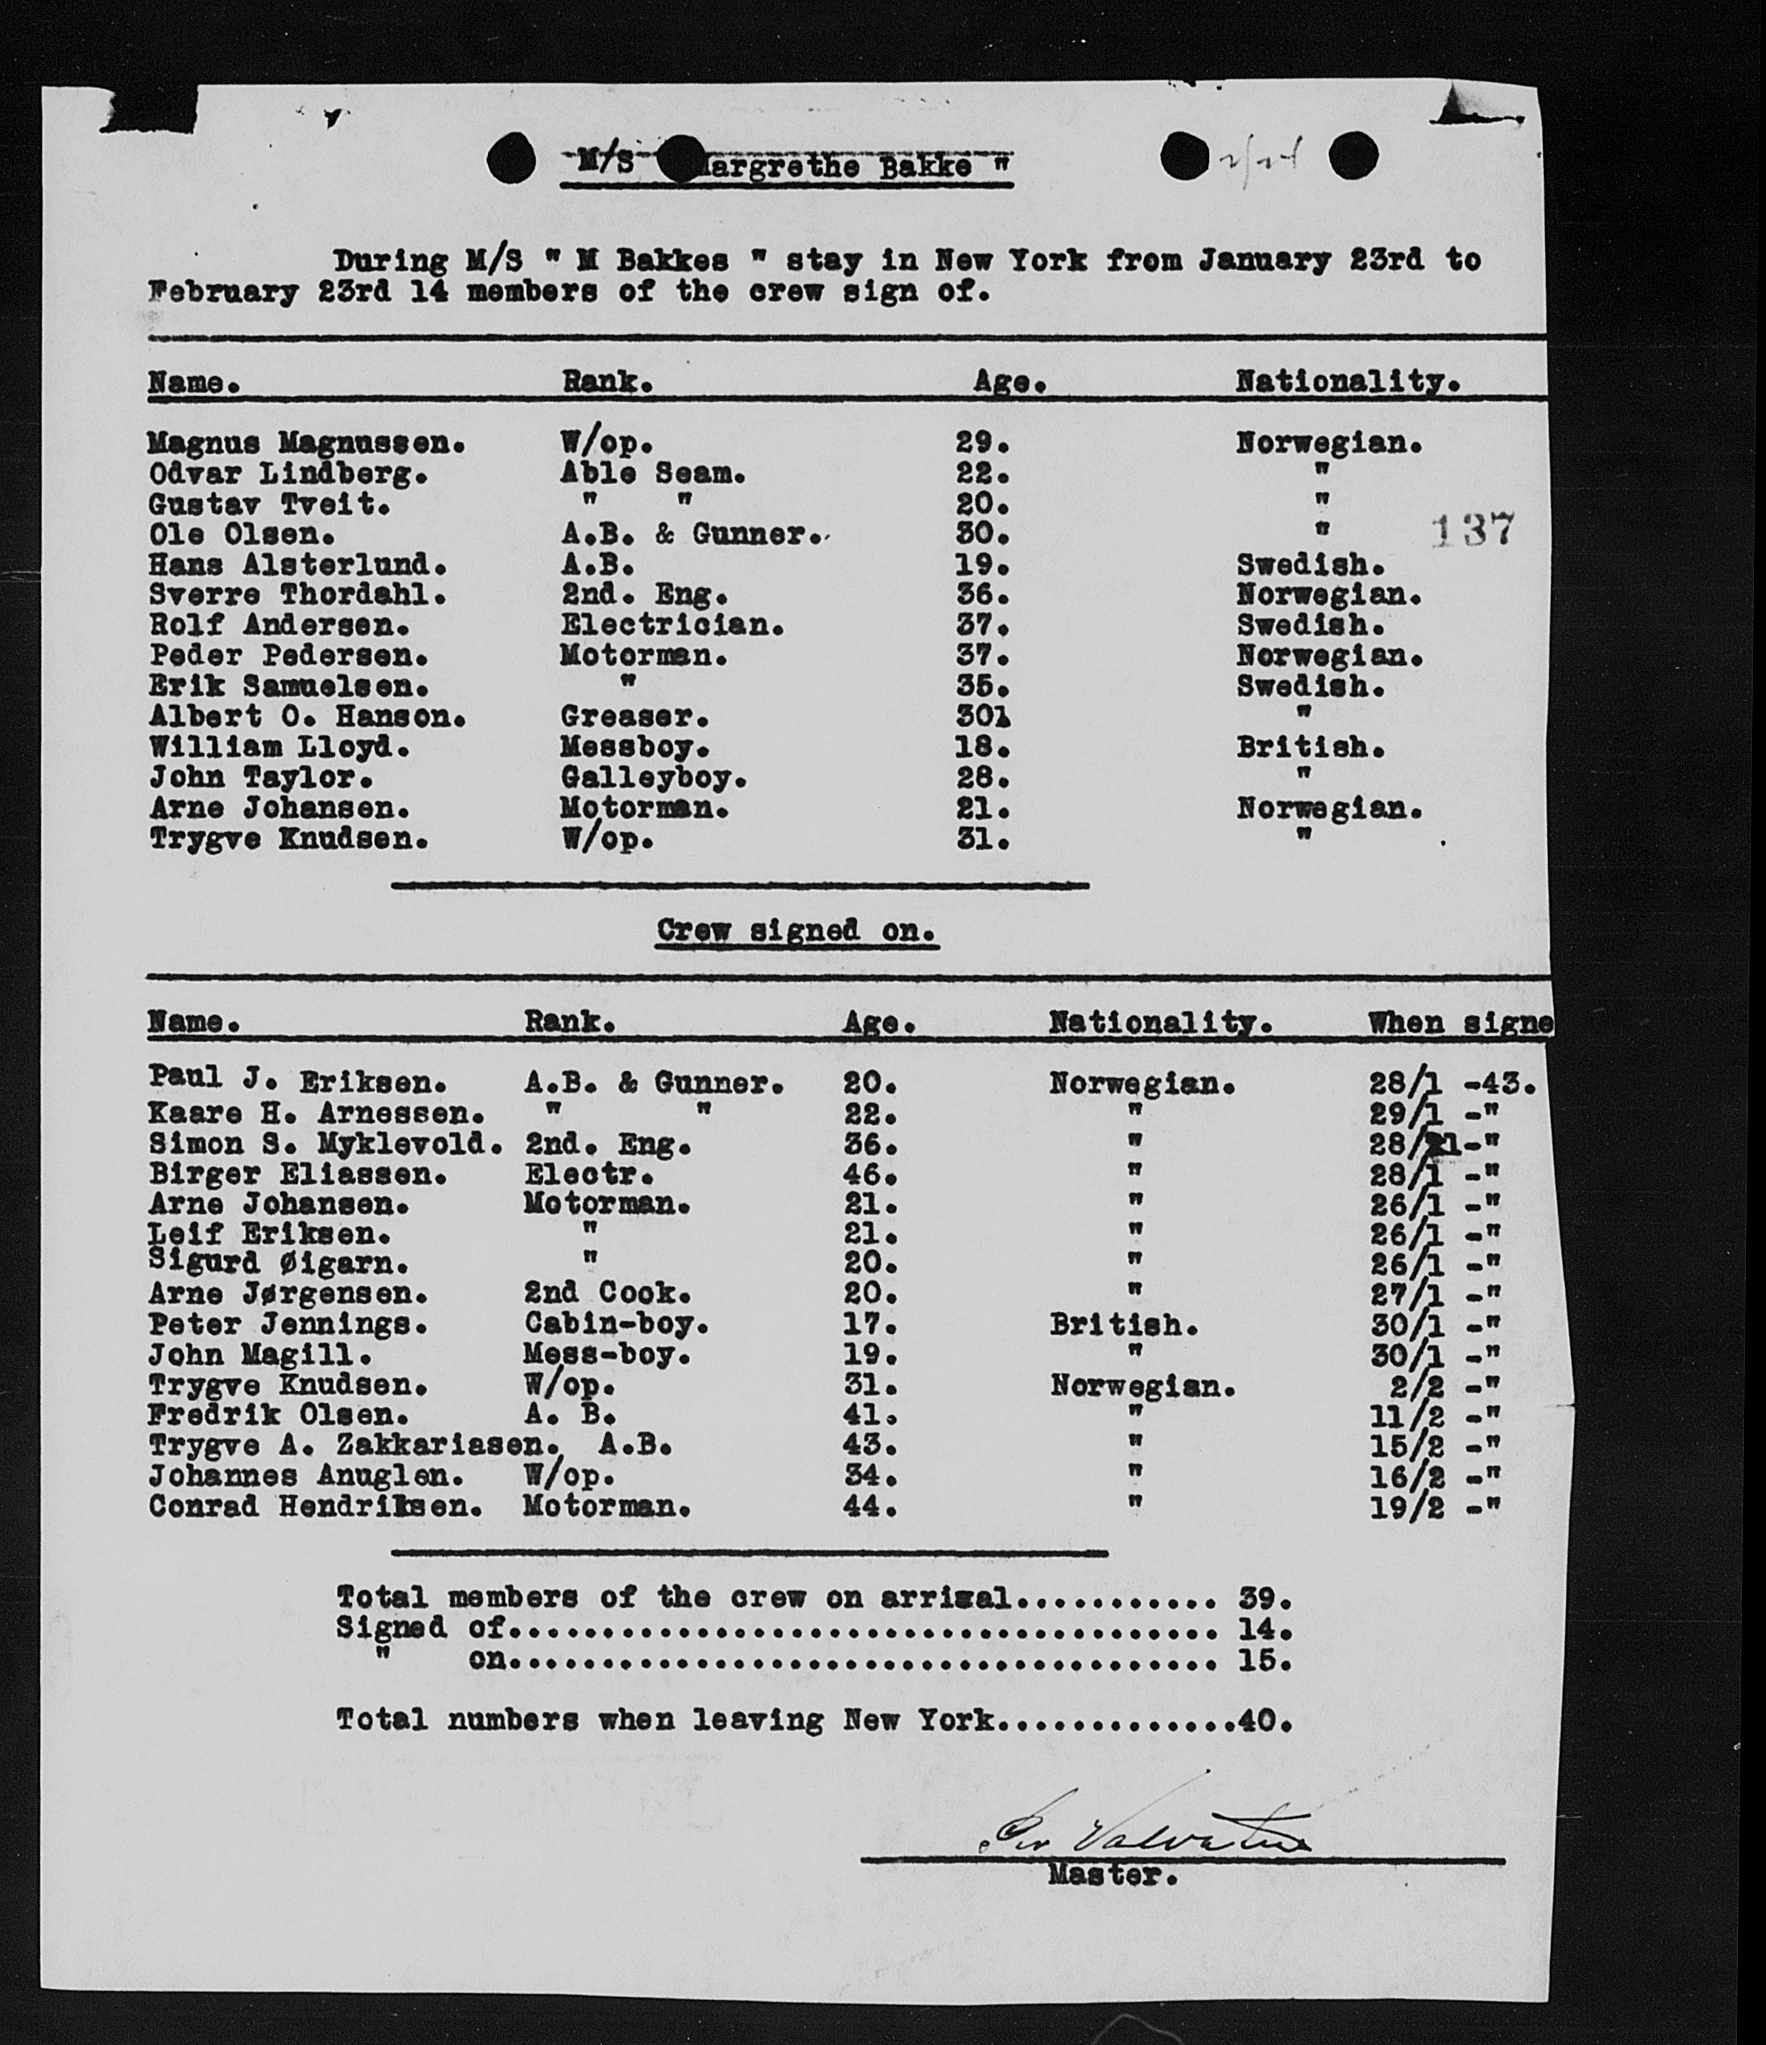 M/S argrethe Bakke "
During M/S " M Bakkes " stay in New York from January 23rd to
February 23rd 14 members of the crew sign of.
Name. Rank. Age. Nationality.
Magnus Magnussen. W/op. 29. Norwegian.
Odvar Lindberg. Able Seam. 22. "
Gustav Tveit. " " 20. "
Ole Olsen. A.B. & Gunner. 30. " 137
Hans Alsterlund. A.B. 19. Swedish.
Sverre Thordahl. 2nd. Eng. 36. Norwegian.
Rolf Andersen. Electrician. 37. Swedish.
Peder Pedersen. Motorman. 37. Norwegian.
Erik Samuelsen. " 35. Swedish.
Albert O. Hanson. Greaser. 301 "
William Lloyd. Messboy. 18. British.
John Taylor. Galleyboy. 28. "
Arne Johansen. Motorman. 21. Norwegian.
Trygve Knudsen. W/op. 31. "
Crew signed on.
Name. Rank. Age. Nationality. When signe
Paul J. Eriksen. A.B. & Gunner. 20. Norwegian. 28/1 -43.
Kaare H. Arnessen. " " 22. " 29/1 -"
Simon S. Myklevold. 2nd. Eng. 36. " 28/1-"
Birger Eliassen. Electr. 46. " 28/1 -"
Arne Johansen. Motorman. 21. " 26/1 -"
Leif Eriksen. " 21. " 26/1 -"
Sigurd Øigarn. " 20. " 26/1 -"
Arne Jørgensen. 2nd Cook. 20. " 27/1 -"
Peter Jennings. Cabin-boy. 17. British. 30/1 -"
John Magill. Mess-boy. 19. " 30/1 -"
Trygve Knudsen. W/op. 31. Norwegian. 2/2 -"
Fredrik Olsen. A. B. 41. " 11/2 -"
Trygve A. Zakkariasen. A.B. 43. " 15/2 -"
Johannes Anuglen. W/op. 34. " 16/2 -"
Conrad Hendriksen. Motorman. 44. " 19/2 -"
Total members of the crew on arrival........... 39.
Signed of...................................... 14.
" on...................................... 15.
Total numbers when leaving New York.............40.
Master.